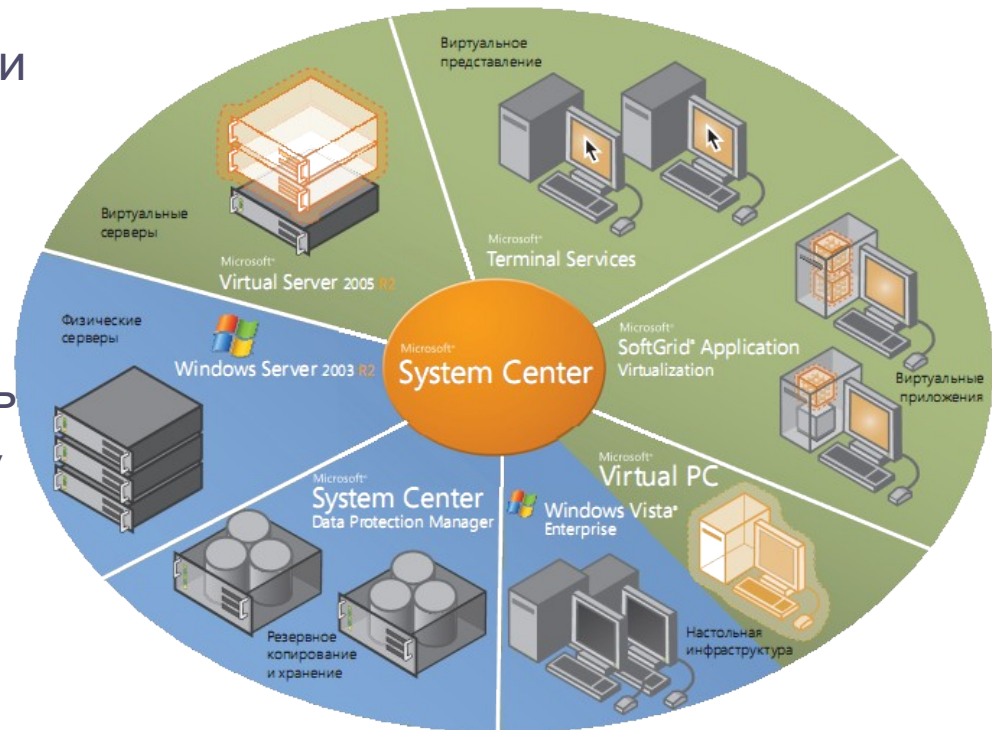 и
ь
Виртуальное
представление
Виртуальные
серверы
Microsoft®
Virtual Server 2005 R2
Microsoft®
Terminal Services
Физические
серверы
Windows Server 2003 R2
Microsoft®
System Center
Microsoft®
SoftGrid® Application
Virtualization
Виртуальные
приложения
Microsoft®
System Center
Data Protection Manager
Резервное
копирование
и хранение
Microsoft®
Virtual PC
Windows Vista®
Enterprise
Настольная
инфраструктура